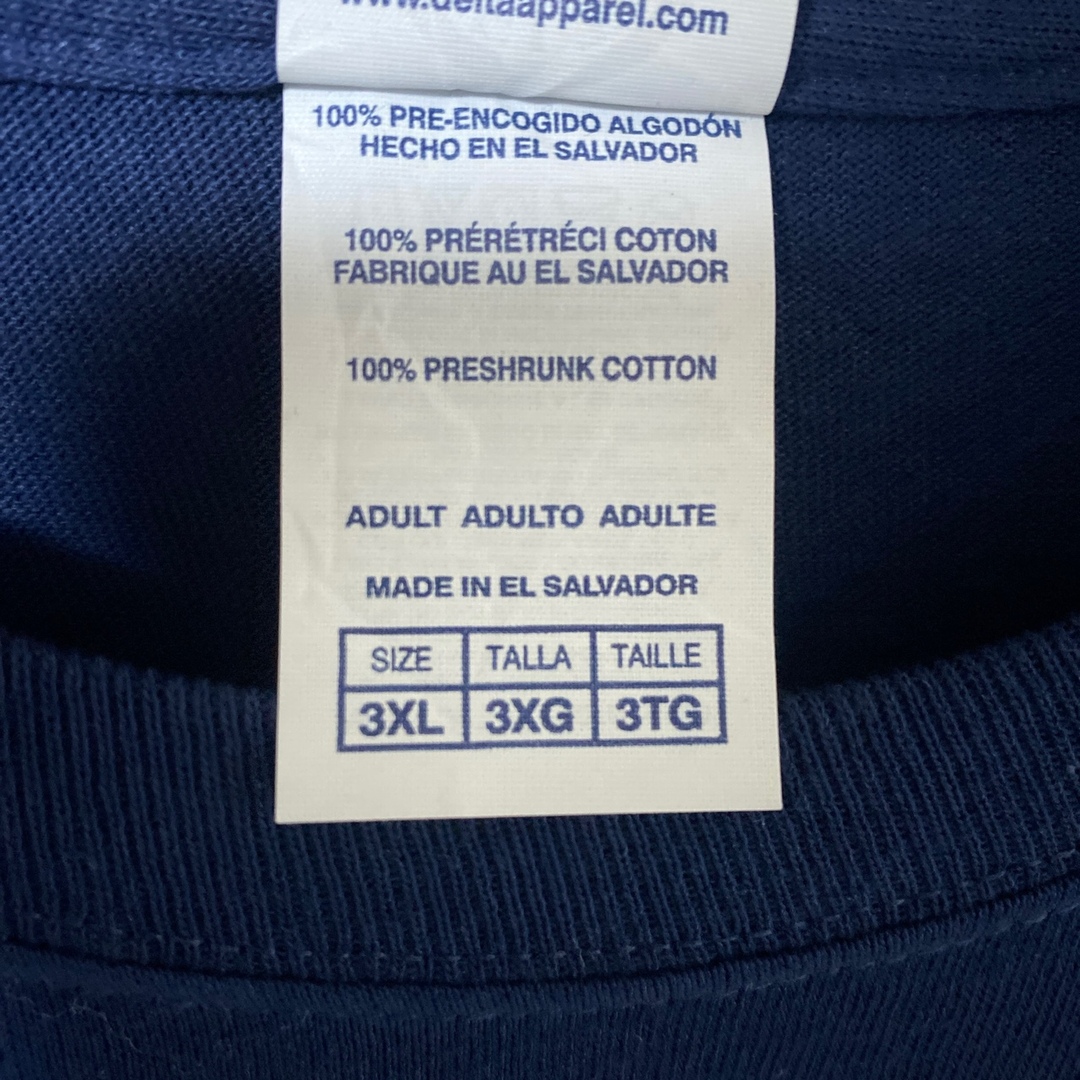 www.deltaapparel.com
100% PRE-ENCOGIDO ALGODÓN
HECHO EN EL SALVADOR
100% PRÉRÉTRÉCI COTON
FABRIQUE AU EL SALVADOR
100% PRESHRUNK COTTON
ADULT ADULTO ADULTE
MADE IN EL SALVADOR
SIZE TALLA TAILLE
3XL 3XG 3TG